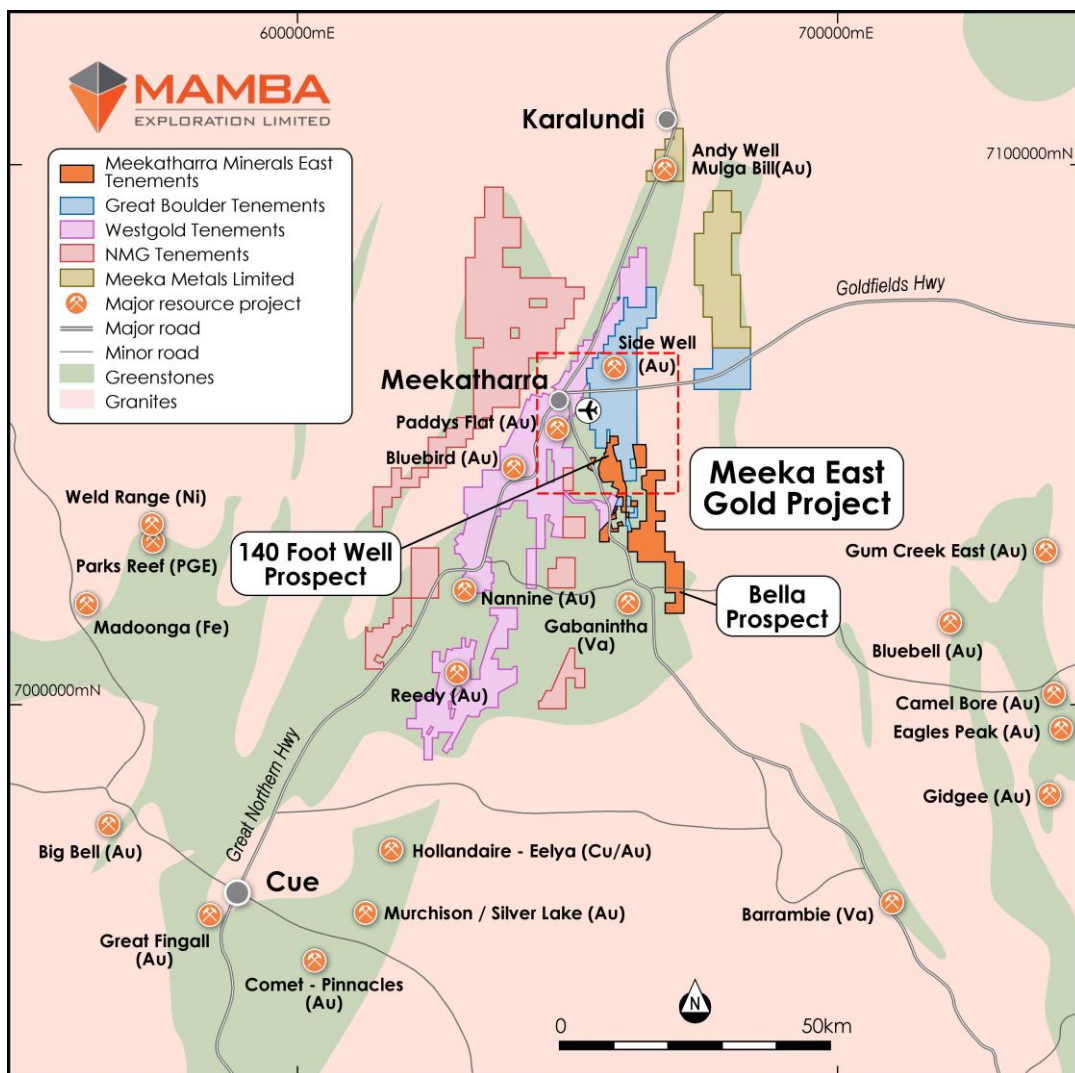 600000mE
700000mE
MAMBA
EXPLORATION LIMITED
Karalundi
Meekatharra Minerals East
Tenements
Great Boulder Tenements
Westgold Tenements
NMG Tenements
Meeka Metals Limited
Major resource project
Major road
Minor road
Greenstones
Granites
Andy Well
Mulga Bill(Au)
7100000mN
Goldfields Hwy
Side Well
(Au)
Meekatharra
Paddys Flat (Au)
Bluebird (Au)
Meeka East
Gold Project
Weld Range (Ni)
Parks Reef (PGE)
Madoonga (Fe)
140 Foot Well
Prospect
Gum Creek East (Au)
Nannine (Au)
Gabanintha
(Va)
Bella
Prospect
Bluebell (Au)
7000000mN
Reedy (Au)
Camel Bore (Au)
Eagles Peak (Au)
Gidgee (Au)
Great Northern Hwy
Big Bell (Au)
Hollandaire - Eelya (Cu/Au)
Cue
Murchison / Silver Lake (Au)
Barrambie (Va)
Great Fingall
(Au)
Comet - Pinnacles
(Au)
N
0
50km